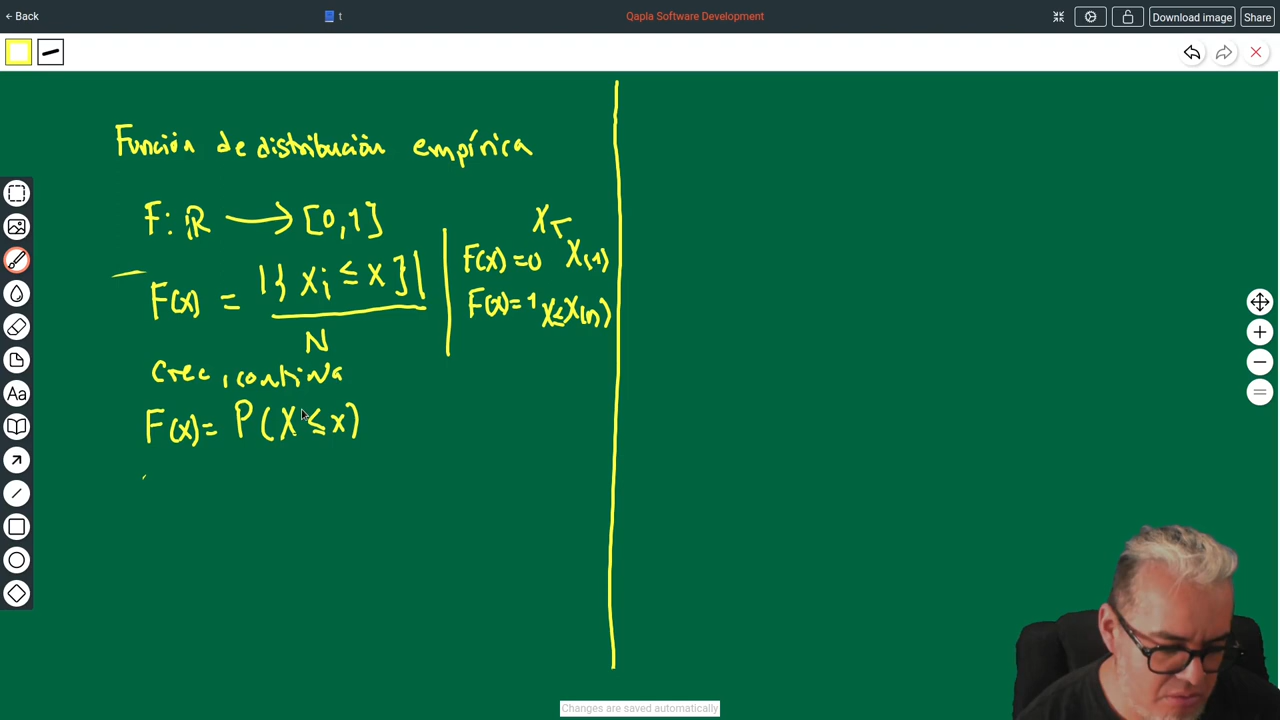 Back
t
Qapla Software Development
Download image
Share
Función de distribución empírica
F: ℝ → [0,1]
F(x) = |{ xi ≤ x }| / N
x <
F(x) = 0 X(1)
F(x) = 1 x ≤ X(n)
Crec, continua
F(x) = P(X ≤ x)
Aa
Changes are saved automatically